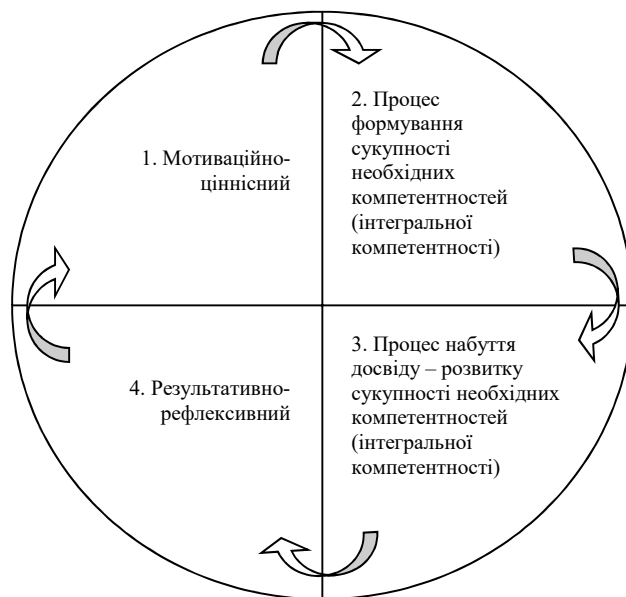 1. Мотиваційно-
ціннісний
2. Процес
формування
сукупності
необхідних
компетентностей
(інтегральної
компетентності)
3. Процес набуття
досвіду – розвитку
сукупності необхідних
компетентностей
(інтегральної
компетентності)
4. Результативно-
рефлексивний